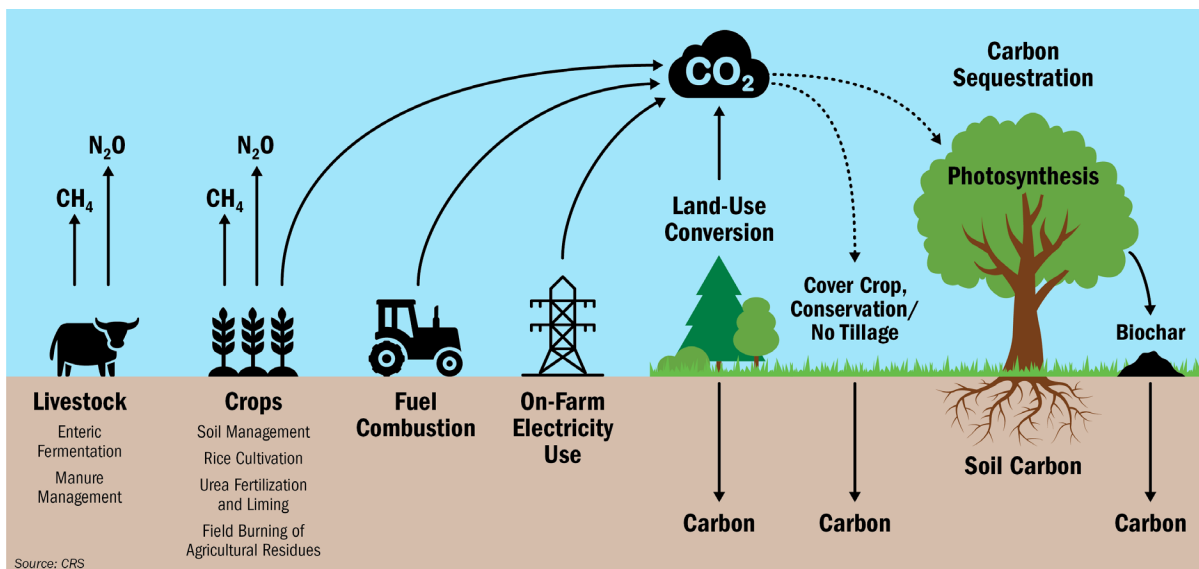 CO₂
Carbon
Sequestration
N₂O
CH₄
N₂O
CH₄
Land-Use
Conversion
Photosynthesis
Cover Crop,
Conservation/
No Tillage
Biochar
Livestock
Enteric
Fermentation
Manure
Management
Crops
Soil Management
Rice Cultivation
Urea Fertilization
and Liming
Field Burning of
Agricultural Residues
Fuel
Combustion
On-Farm
Electricity
Use
Carbon
Carbon
Soil Carbon
Carbon
Source: CRS